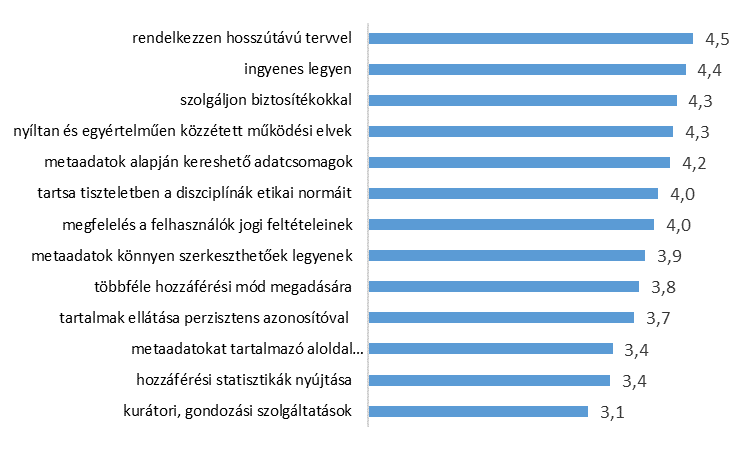 rendelkezzen hosszútávú tervvel 4,5
ingyenes legyen 4,4
szolgáljon biztosítékokkal 4,3
nyíltan és egyértelműen közzétett működési elvek 4,3
metaadatok alapján kereshető adatcsomagok 4,2
tartsa tiszteletben a diszciplínák etikai normáit 4,0
megfelelés a felhasználók jogi feltételeinek 4,0
metaadatok könnyen szerkeszthetőek legyenek 3,9
többféle hozzáférési mód megadására 3,8
tartalmak ellátása perzisztens azonosítóval 3,7
metaadatokat tartalmazó aloldal... 3,4
hozzáférési statisztikák nyújtása 3,4
kurátori, gondozási szolgáltatások 3,1